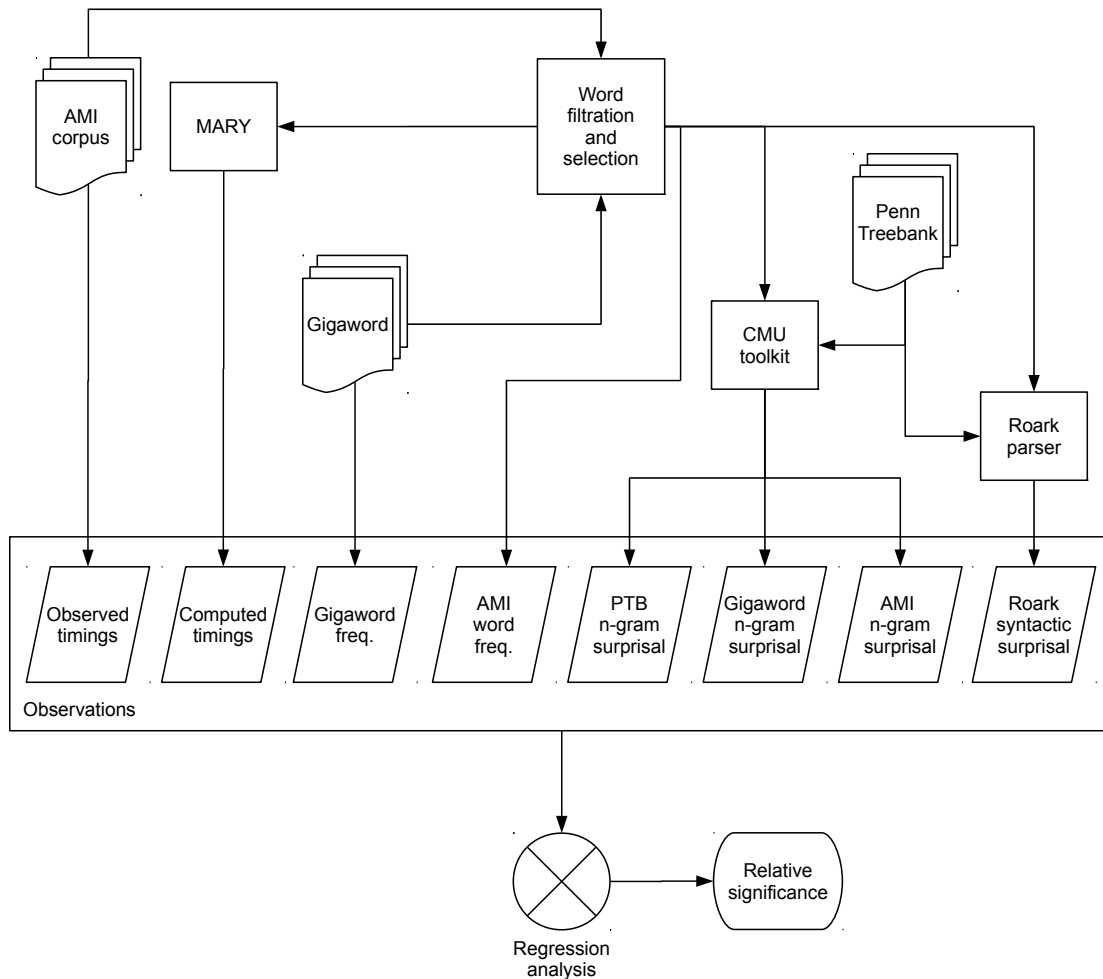 AMI
corpus
MARY
Word
filtration
and
selection
Penn
Treebank
Gigaword
CMU
toolkit
Roark
parser
Observed
timings
Computed
timings
Gigaword
freq.
AMI
word
freq.
PTB
n-gram
surprisal
Gigaword
n-gram
surprisal
AMI
n-gram
surprisal
Roark
syntactic
surprisal
Observations
Relative
significance
Regression
analysis